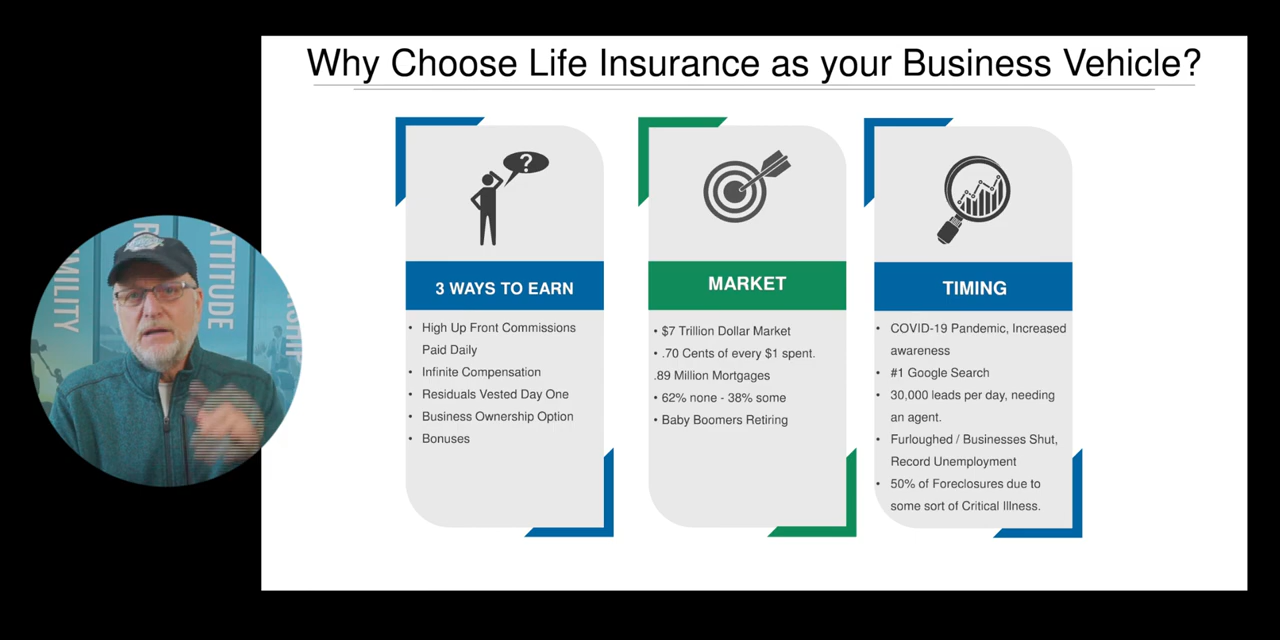 Why Choose Life Insurance as your Business Vehicle?
?
3 WAYS TO EARN
• High Up Front Commissions
Paid Daily
• Infinite Compensation
• Residuals Vested Day One
• Business Ownership Option
• Bonuses
MARKET
• $7 Trillion Dollar Market
• .70 Cents of every $1 spent.
.89 Million Mortgages
• 62% none - 38% some
• Baby Boomers Retiring
TIMING
• COVID-19 Pandemic, Increased
awareness
• #1 Google Search
• 30,000 leads per day, needing
an agent.
• Furloughed / Businesses Shut,
Record Unemployment
• 50% of Foreclosures due to
some sort of Critical Illness.
ATTITUDE